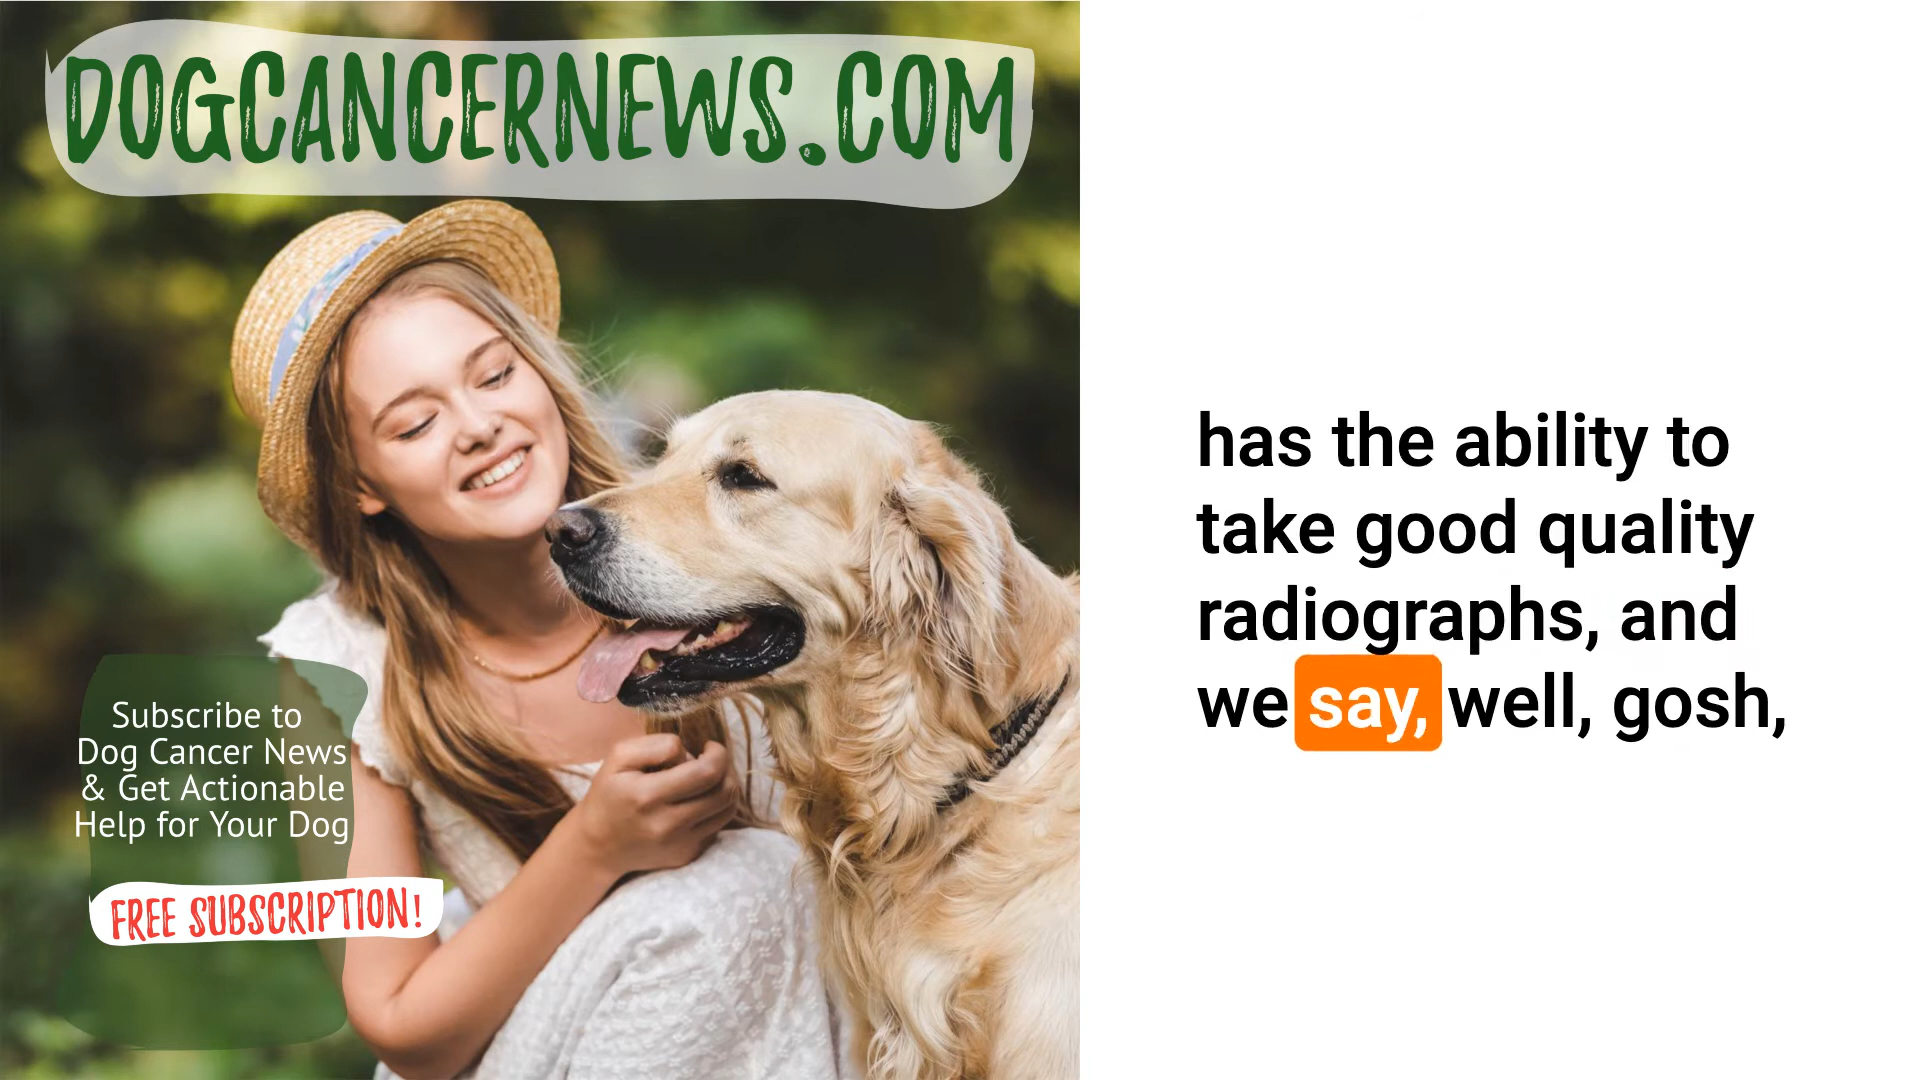 DOGCANCERNEWS.COM
Subscribe to
Dog Cancer News
& Get Actionable
Help for Your Dog
FREE SUBSCRIPTION!
has the ability to
take good quality
radiographs, and
we say, well, gosh,